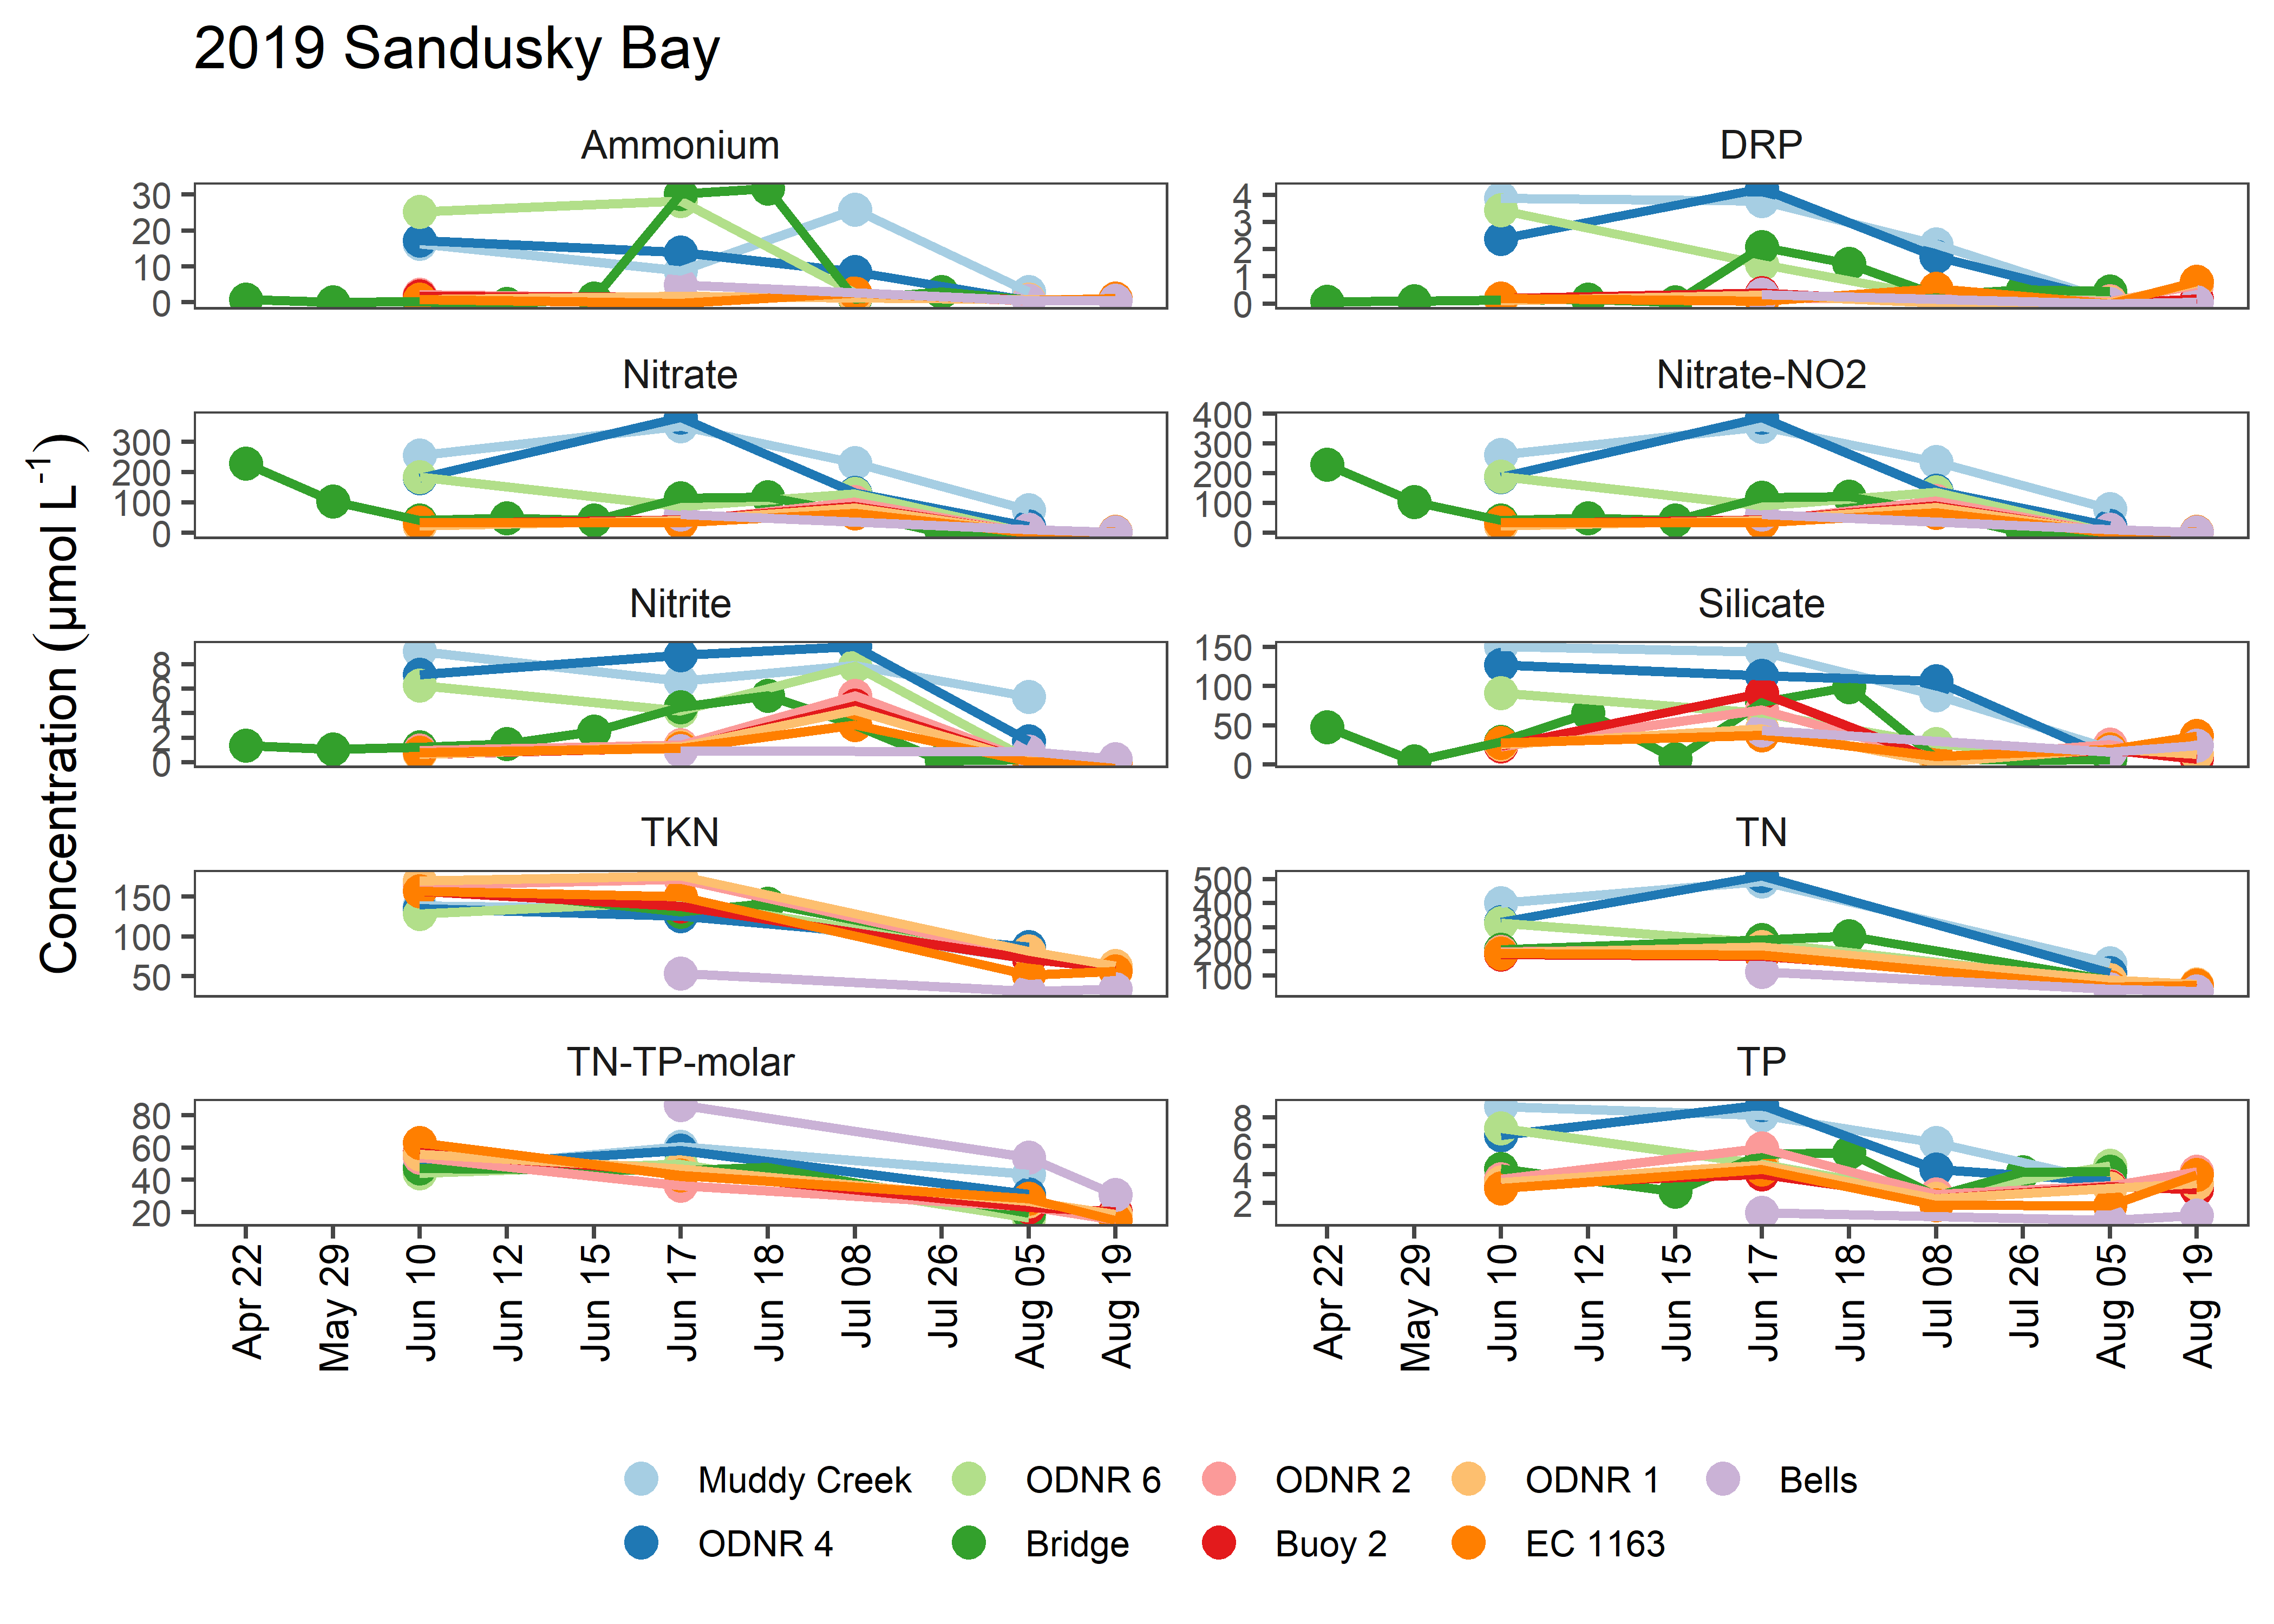 2019 Sandusky Bay
Concentration (µmol L-1)
Ammonium
30
20
10
0
DRP
4
3
2
1
0
Nitrate
300
200
100
0
Nitrate-NO2
400
300
200
100
0
Nitrite
8
6
4
2
0
Silicate
150
100
50
0
TKN
150
100
50
TN
500
400
300
200
100
TN-TP-molar
80
60
40
20
TP
8
6
4
2
Apr 22 May 29 Jun 10 Jun 12 Jun 15 Jun 17 Jun 18 Jul 08 Jul 26 Aug 05 Aug 19
Apr 22 May 29 Jun 10 Jun 12 Jun 15 Jun 17 Jun 18 Jul 08 Jul 26 Aug 05 Aug 19
Muddy Creek ODNR 6 ODNR 2 ODNR 1 Bells
ODNR 4 Bridge Buoy 2 EC 1163